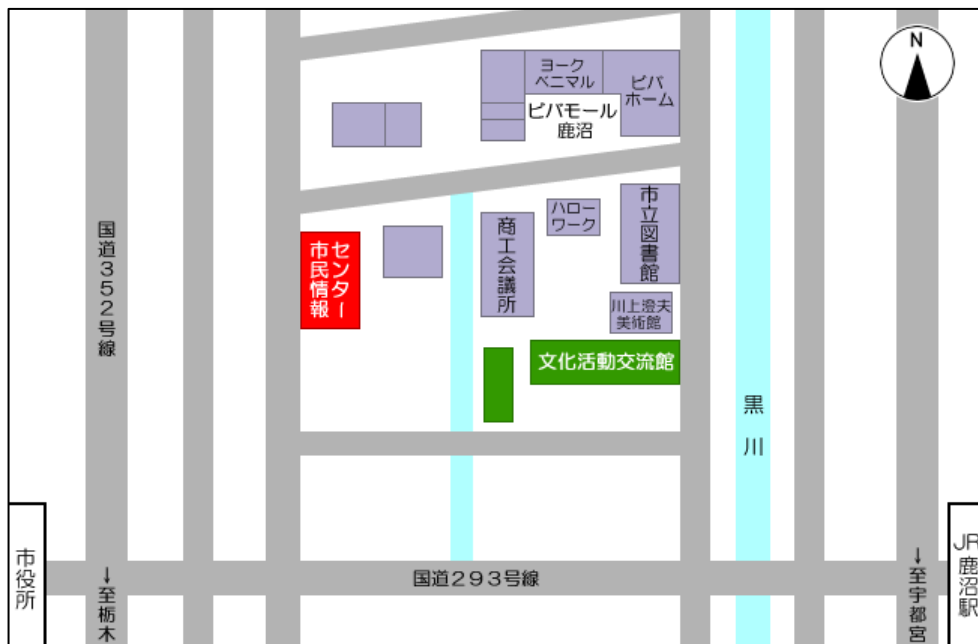 N
ヨーク
ベニマル
ビバ
ホーム
ビバモール
鹿沼
ハロー
ワーク
市立図書館
商工会議所
市民情報
センター
川上澄夫
美術館
文化活動交流館
国道352号線
黒川
市役所
↓至栃木
国道293号線
↓至宇都宮
JR鹿沼駅